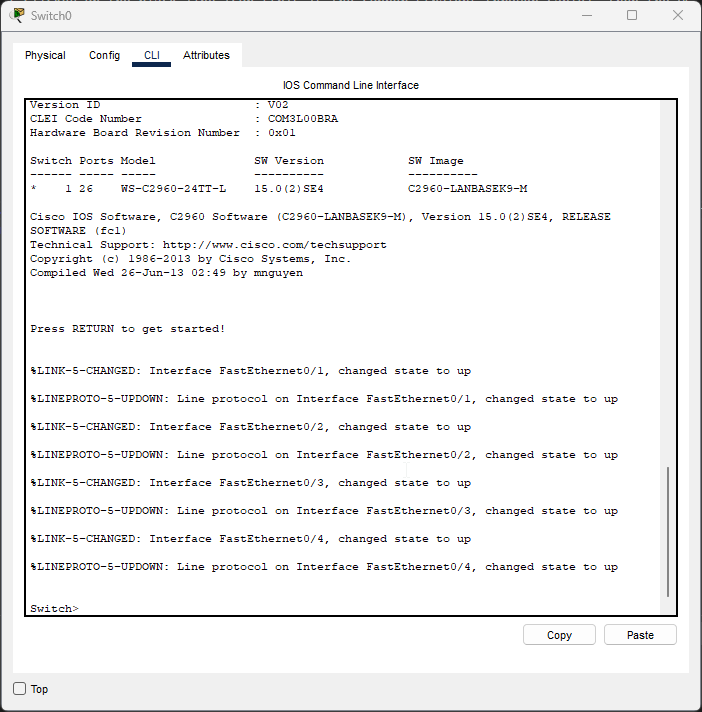 Switch0
Physical Config CLI Attributes
IOS Command Line Interface
Version ID : V02
CLEI Code Number : COM3L00BRA
Hardware Board Revision Number : 0x01
Switch Ports Model SW Version SW Image
------ ----- ----- ---------- ----------
* 1 26 WS-C2960-24TT-L 15.0(2)SE4 C2960-LANBASEK9-M
Cisco IOS Software, C2960 Software (C2960-LANBASEK9-M), Version 15.0(2)SE4, RELEASE
SOFTWARE (fc1)
Technical Support: http://www.cisco.com/techsupport
Copyright (c) 1986-2013 by Cisco Systems, Inc.
Compiled Wed 26-Jun-13 02:49 by mnguyen
Press RETURN to get started!
%LINK-5-CHANGED: Interface FastEthernet0/1, changed state to up
%LINEPROTO-5-UPDOWN: Line protocol on Interface FastEthernet0/1, changed state to up
%LINK-5-CHANGED: Interface FastEthernet0/2, changed state to up
%LINEPROTO-5-UPDOWN: Line protocol on Interface FastEthernet0/2, changed state to up
%LINK-5-CHANGED: Interface FastEthernet0/3, changed state to up
%LINEPROTO-5-UPDOWN: Line protocol on Interface FastEthernet0/3, changed state to up
%LINK-5-CHANGED: Interface FastEthernet0/4, changed state to up
%LINEPROTO-5-UPDOWN: Line protocol on Interface FastEthernet0/4, changed state to up
Switch>
Copy Paste
Top